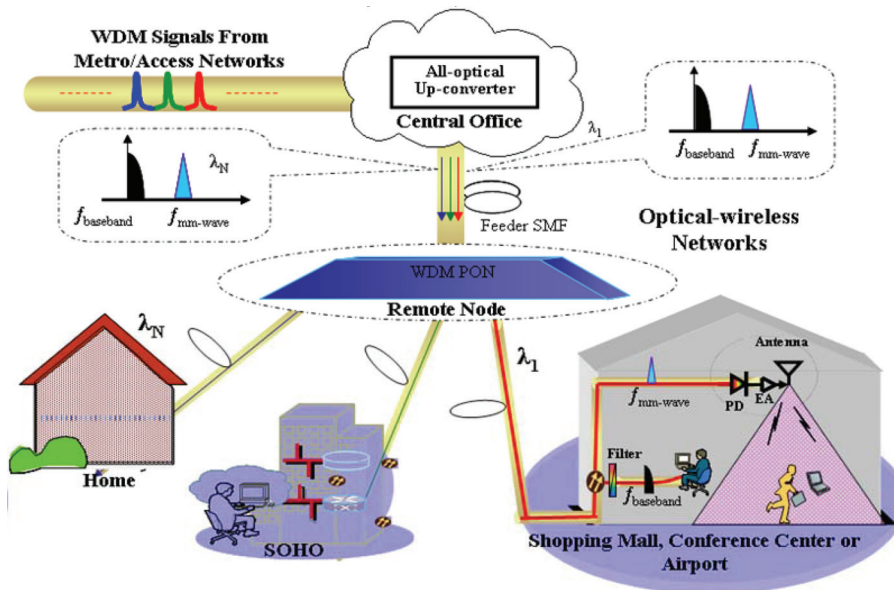 WDM Signals From
Metro/Access Networks
All-optical
Up-converter
Central Office
λ1
fbaseband
fmm-wave
λN
fbaseband
fmm-wave
Feeder SMF
Optical-wireless
Networks
WDM PON
Remote Node
λN
λ1
Antenna
fmm-wave
PD
EA
Filter
fbaseband
Home
SOHO
Shopping Mall, Conference Center or
Airport